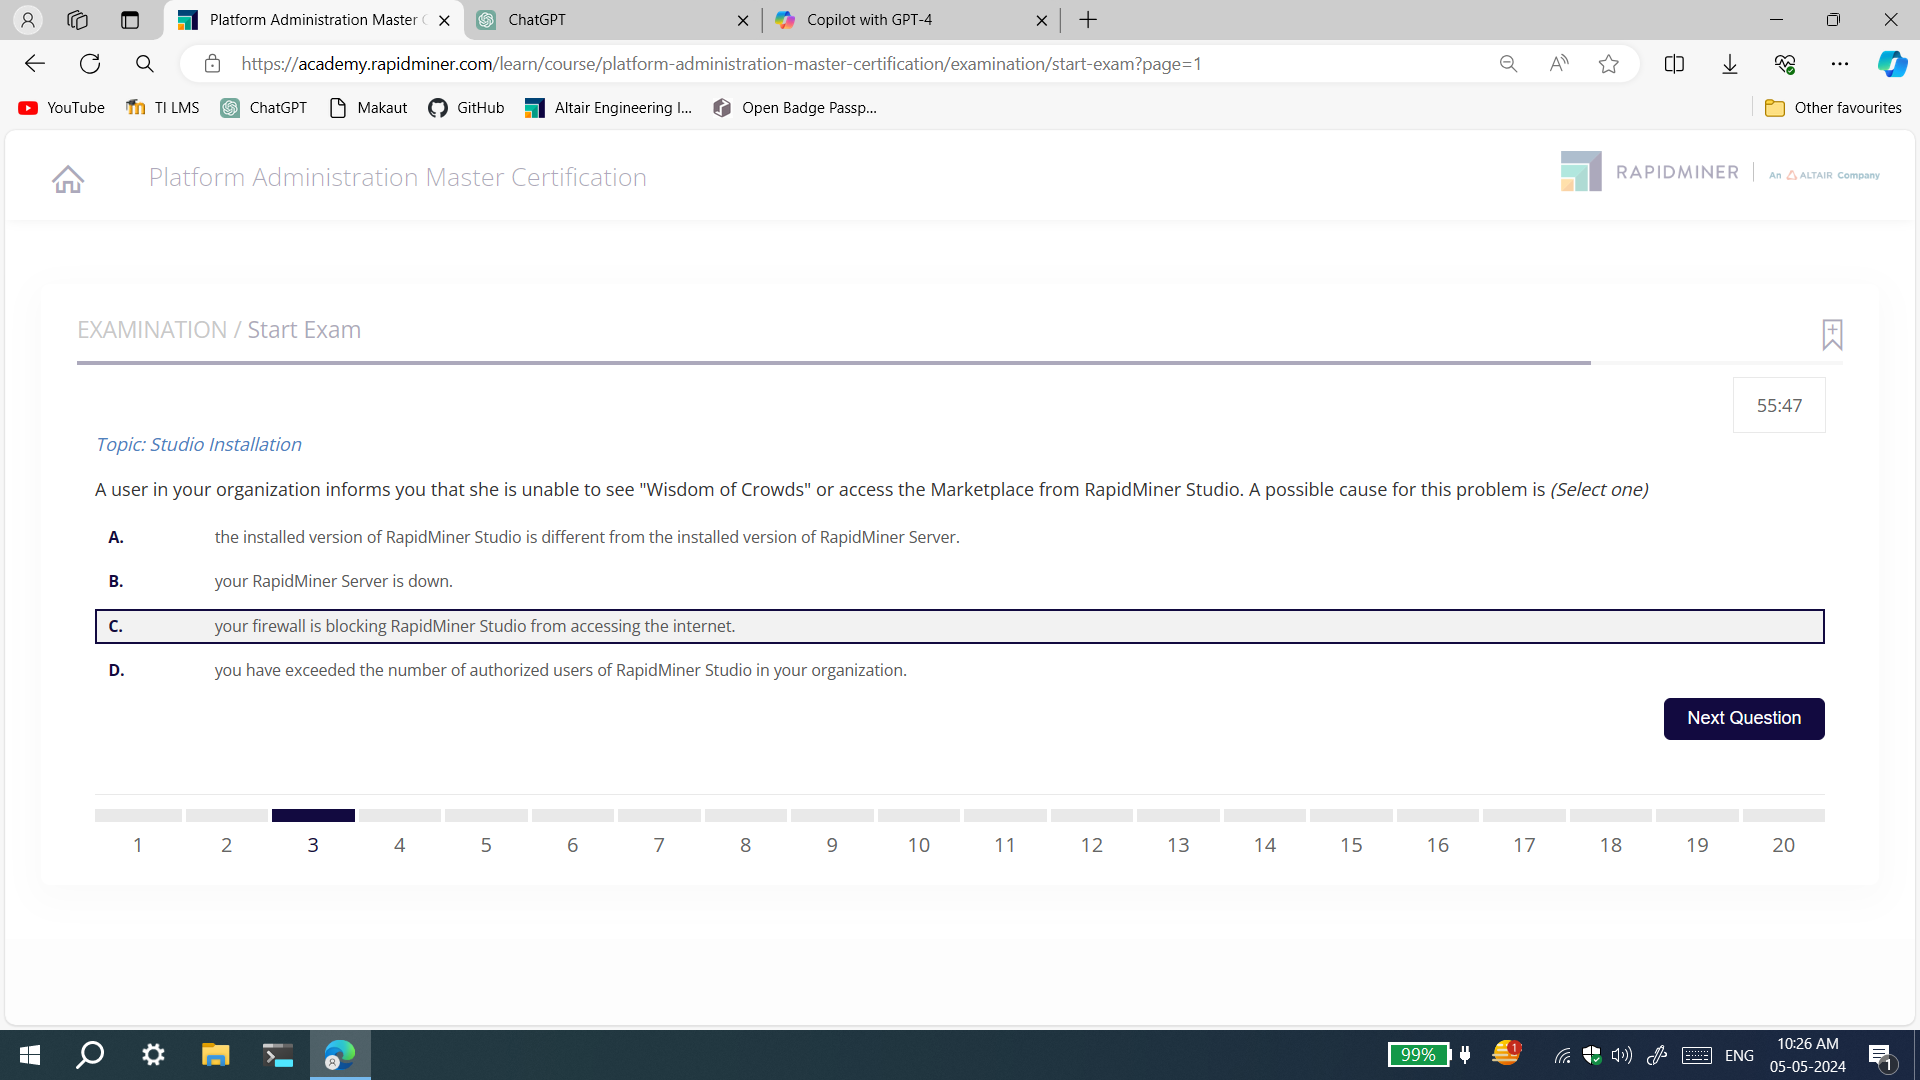 Platform Administration Master C
ChatGPT
Copilot with GPT-4
https://academy.rapidminer.com/learn/course/platform-administration-master-certification/examination/start-exam?page=1
YouTube
TI LMS
ChatGPT
Makaut
GitHub
Altair Engineering I...
Open Badge Passp...
Other favourites
Platform Administration Master Certification
RAPIDMINER
An ALTAIR Company
EXAMINATION / Start Exam
55:47
Topic: Studio Installation
A user in your organization informs you that she is unable to see "Wisdom of Crowds" or access the Marketplace from RapidMiner Studio. A possible cause for this problem is (Select one)
A. the installed version of RapidMiner Studio is different from the installed version of RapidMiner Server.
B. your RapidMiner Server is down.
C. your firewall is blocking RapidMiner Studio from accessing the internet.
D. you have exceeded the number of authorized users of RapidMiner Studio in your organization.
Next Question
1 2 3 4 5 6 7 8 9 10 11 12 13 14 15 16 17 18 19 20
99%
1
ENG
10:26 AM
05-05-2024
1